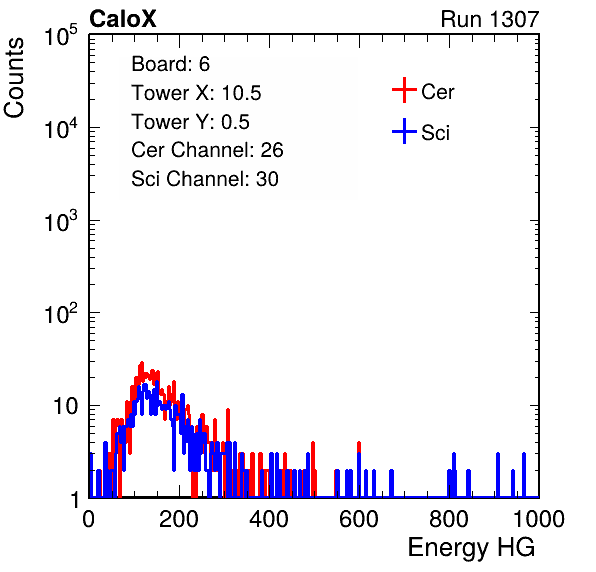 CaloX Run 1307
Counts
10^5
10^4
10^3
10^2
10
1
Board: 6
Tower X: 10.5
Tower Y: 0.5
Cer Channel: 26
Sci Channel: 30
Cer
Sci
0 200 400 600 800 1000
Energy HG